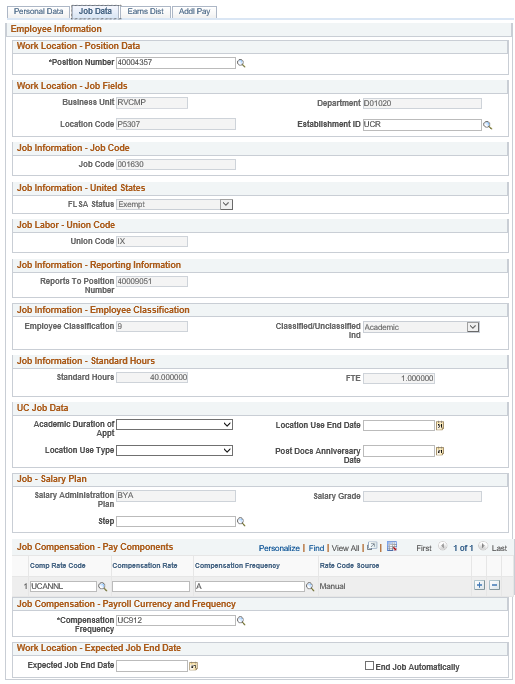 Personal Data Job Data Earns Dist Addl Pay
Employee Information
Work Location - Position Data
*Position Number 40004357
Work Location - Job Fields
Business Unit RVCMP Department D01020
Location Code P5307 Establishment ID UCR
Job Information - Job Code
Job Code 001630
Job Information - United States
FLSA Status Exempt
Job Labor - Union Code
Union Code IX
Job Information - Reporting Information
Reports To Position Number 40009051
Job Information - Employee Classification
Employee Classification 9 Classified/Unclassified Ind Academic
Job Information - Standard Hours
Standard Hours 40.000000 FTE 1.000000
UC Job Data
Academic Duration of Appt Location Use End Date
Location Use Type Post Docs Anniversary Date
Job - Salary Plan
Salary Administration Plan BYA Salary Grade
Step
Job Compensation - Pay Components Personalize | Find | View All | | First 1 of 1 Last
Comp Rate Code Compensation Rate Compensation Frequency Rate Code Source
1 UCANNL A Manual
Job Compensation - Payroll Currency and Frequency
*Compensation Frequency UC912
Work Location - Expected Job End Date
Expected Job End Date End Job Automatically